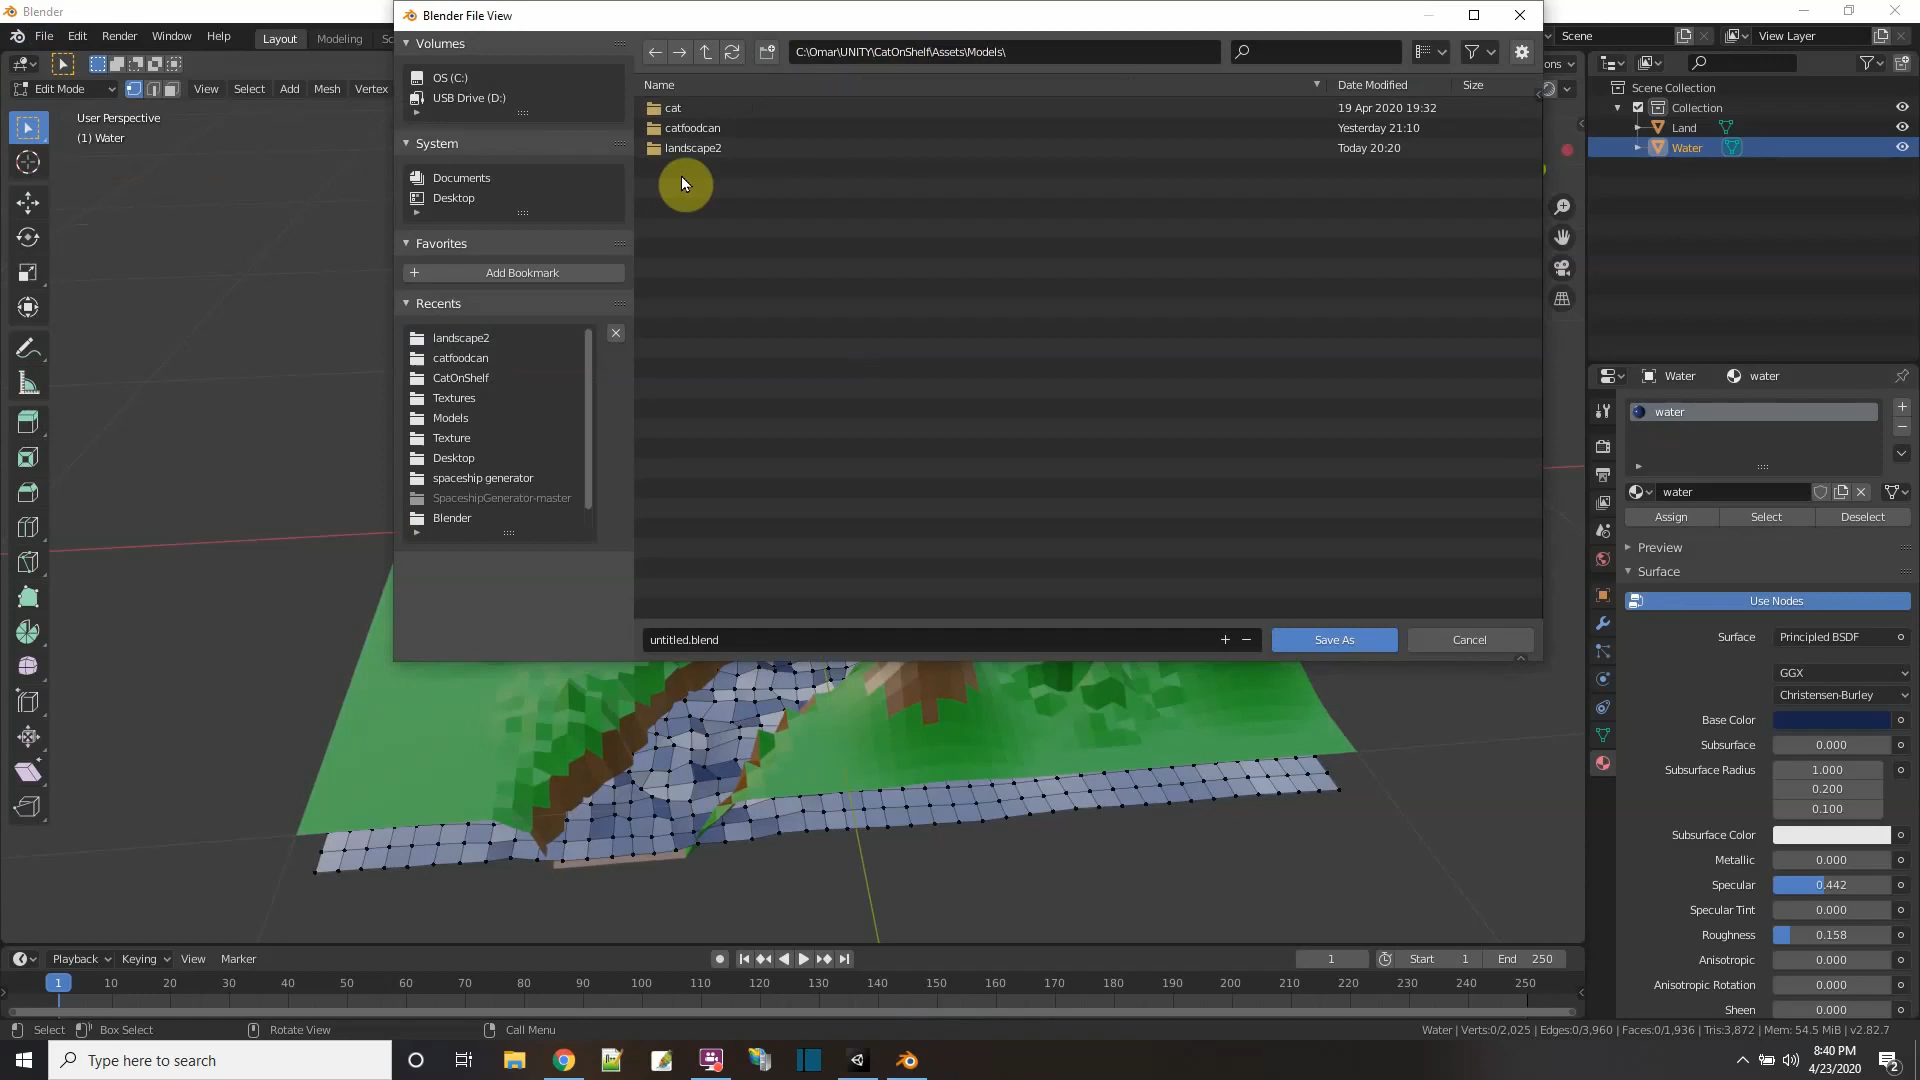 Blender
File Edit Render Window Help Layout Modeling Sc
Blender File View
Scene View Layer
Edit Mode View Select Add Mesh Vertex
ons
User Perspective
(1) Water
Volumes
OS (C:)
USB Drive (D:)
System
Documents
Desktop
Favorites
Add Bookmark
Recents
landscape2
catfoodcan
CatOnShelf
Textures
Models
Texture
Desktop
spaceship generator
SpaceshipGenerator-master
Blender
C:\Omar\UNITY\CatOnShelf\Assets\Models\
Name Date Modified Size
cat 19 Apr 2020 19:32
catfoodcan Yesterday 21:10
landscape2 Today 20:20
untitled.blend + − Save As Cancel
Scene Collection
Collection
Land
Water
Water water
water
water
Assign Select Deselect
Preview
Surface
Use Nodes
Surface Principled BSDF
GGX
Christensen-Burley
Base Color
Subsurface 0.000
Subsurface Radius 1.000
0.200
0.100
Subsurface Color
Metallic 0.000
Specular 0.442
Specular Tint 0.000
Roughness 0.158
Anisotropic 0.000
Anisotropic Rotation 0.000
Sheen 0.000
Playback Keying View Marker 1 Start 1 End 250
1 10 20 30 40 50 60 70 80 90 100 110 120 130 140 150 160 170 180 190 200 210 220 230 240 250
Select Box Select Rotate View Call Menu
Water | Verts:0/2,025 | Edges:0/3,960 | Faces:0/1,936 | Tris:3,872 | Mem: 54.5 MiB | v2.82.7
Type here to search
8:40 PM
4/23/2020
2